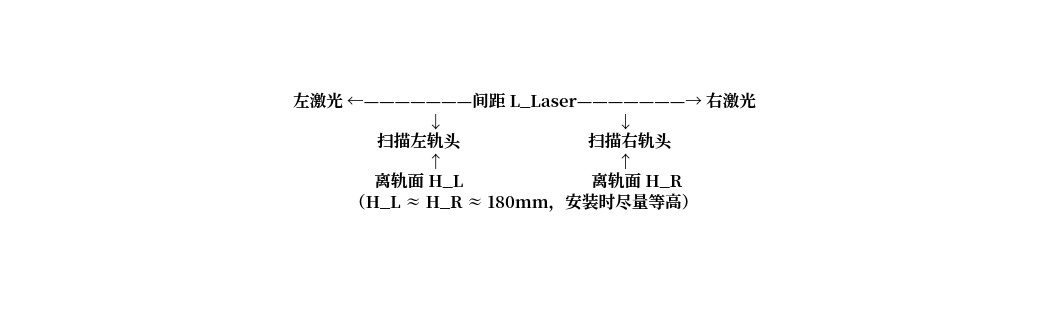 左激光 ←———————间距 L_Laser———————→ 右激光
↓ ↓
扫描左轨头 扫描右轨头
↑ ↑
离轨面 H_L 离轨面 H_R
（H_L ≈ H_R ≈ 180mm，安装时尽量等高）